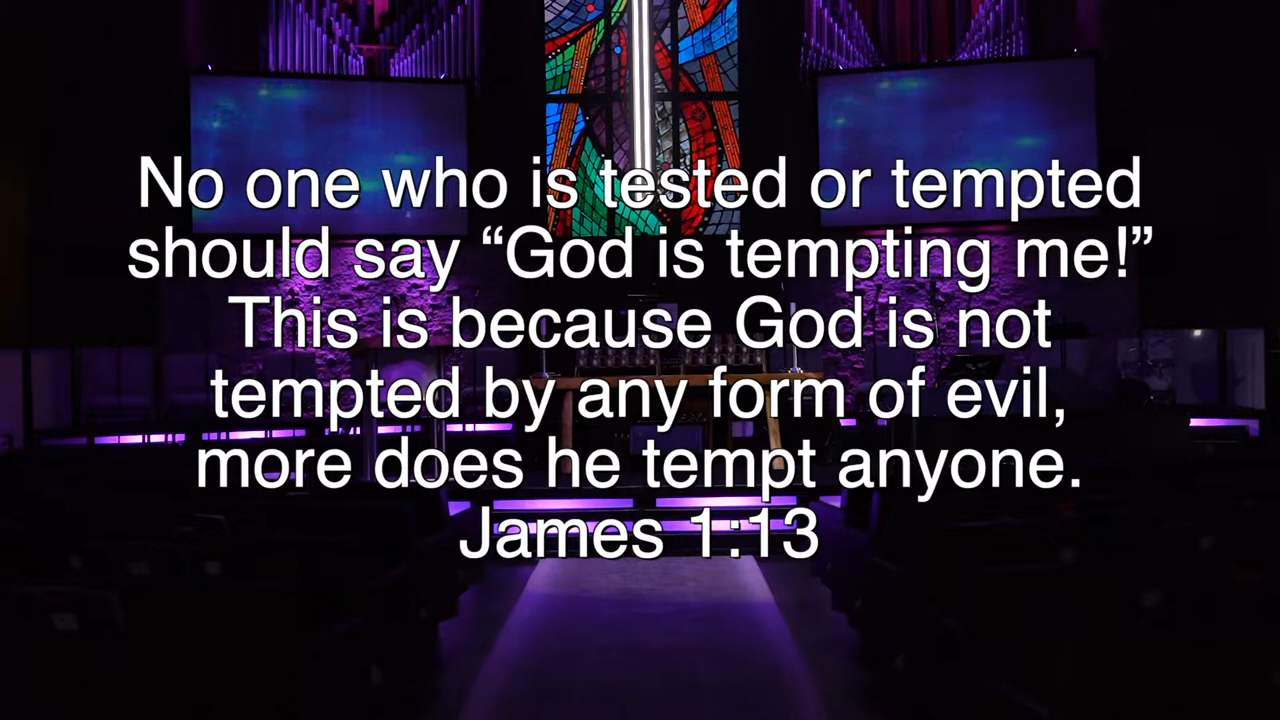 No one who is tested or tempted
should say “God is tempting me!”
This is because God is not
tempted by any form of evil,
more does he tempt anyone.
James 1:13